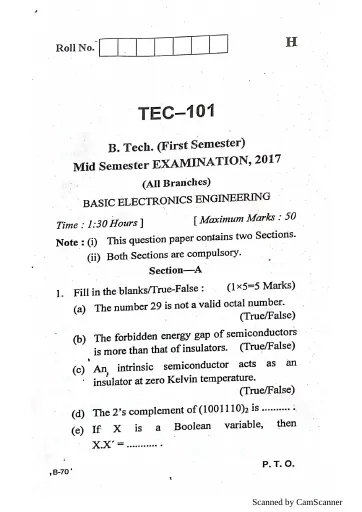 Roll No.
H
TEC–101
B. Tech. (First Semester)
Mid Semester EXAMINATION, 2017
(All Branches)
BASIC ELECTRONICS ENGINEERING
Time : 1:30 Hours ] [ Maximum Marks : 50
Note : (i) This question paper contains two Sections.
(ii) Both Sections are compulsory.
Section—A
1. Fill in the blanks/True-False : (1×5=5 Marks)
(a) The number 29 is not a valid octal number.
(True/False)
(b) The forbidden energy gap of semiconductors
is more than that of insulators. (True/False)
(c) An intrinsic semiconductor acts as an
insulator at zero Kelvin temperature.
(True/False)
(d) The 2's complement of (1001110)₂ is .......... .
(e) If X is a Boolean variable, then
X.X′ = ........... .
B-70
P. T. O.
Scanned by CamScanner